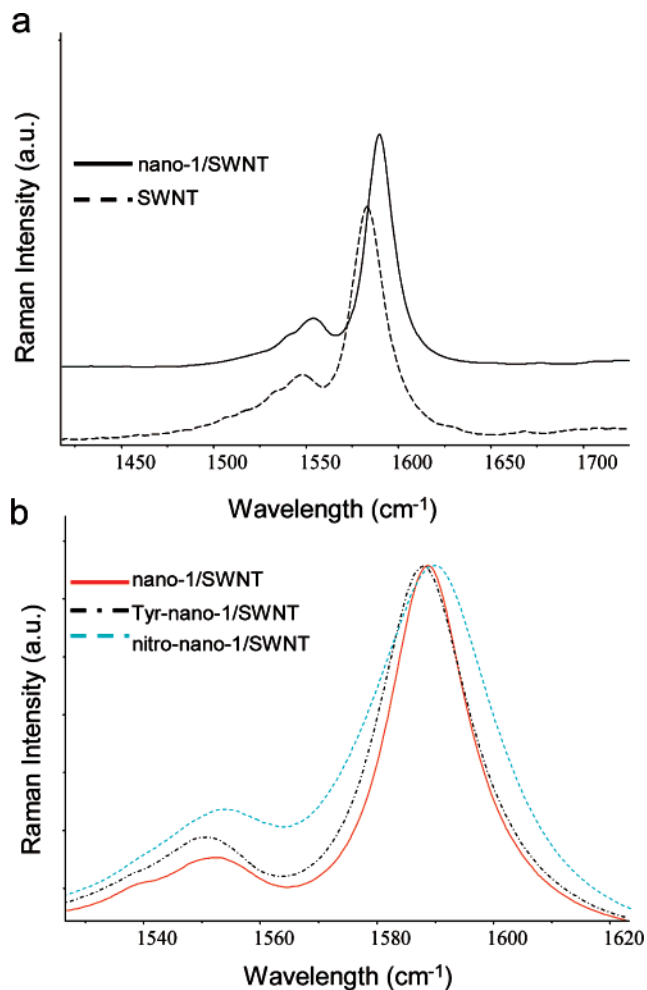 a
Raman Intensity (a.u.)
nano-1/SWNT
SWNT
1450 1500 1550 1600 1650 1700
Wavelength (cm⁻¹)
b
Raman Intensity (a.u.)
nano-1/SWNT
Tyr-nano-1/SWNT
nitro-nano-1/SWNT
1540 1560 1580 1600 1620
Wavelength (cm⁻¹)